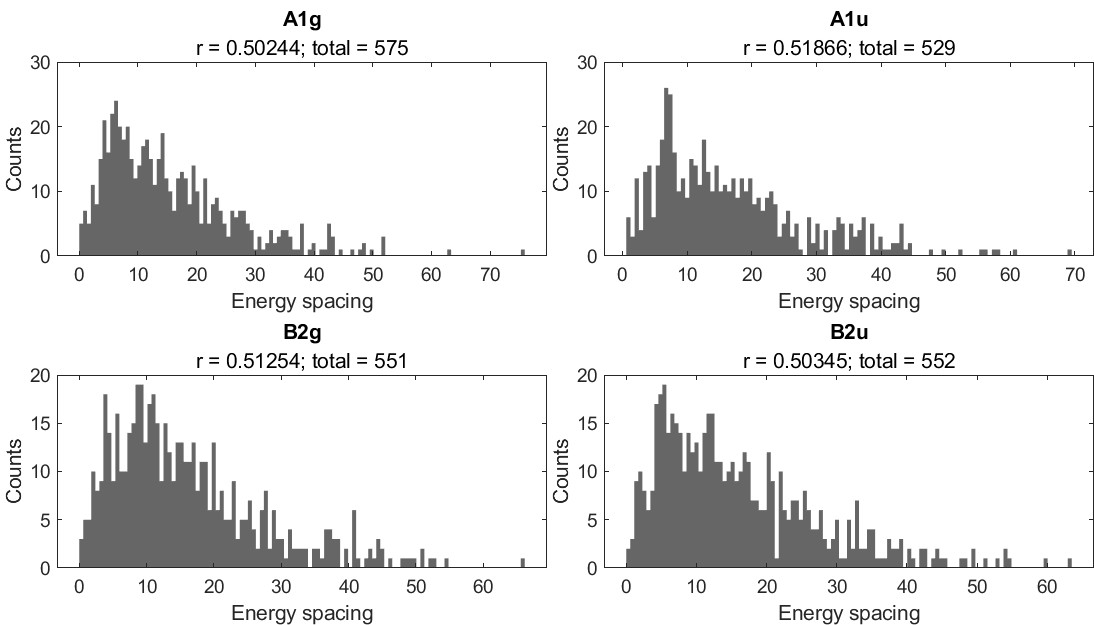 A1g
r = 0.50244; total = 575
30
20
10
0
Counts
0 10 20 30 40 50 60 70
Energy spacing
A1u
r = 0.51866; total = 529
30
20
10
0
Counts
0 10 20 30 40 50 60 70
Energy spacing
B2g
r = 0.51254; total = 551
20
15
10
5
0
Counts
0 10 20 30 40 50 60
Energy spacing
B2u
r = 0.50345; total = 552
20
15
10
5
0
Counts
0 10 20 30 40 50 60
Energy spacing